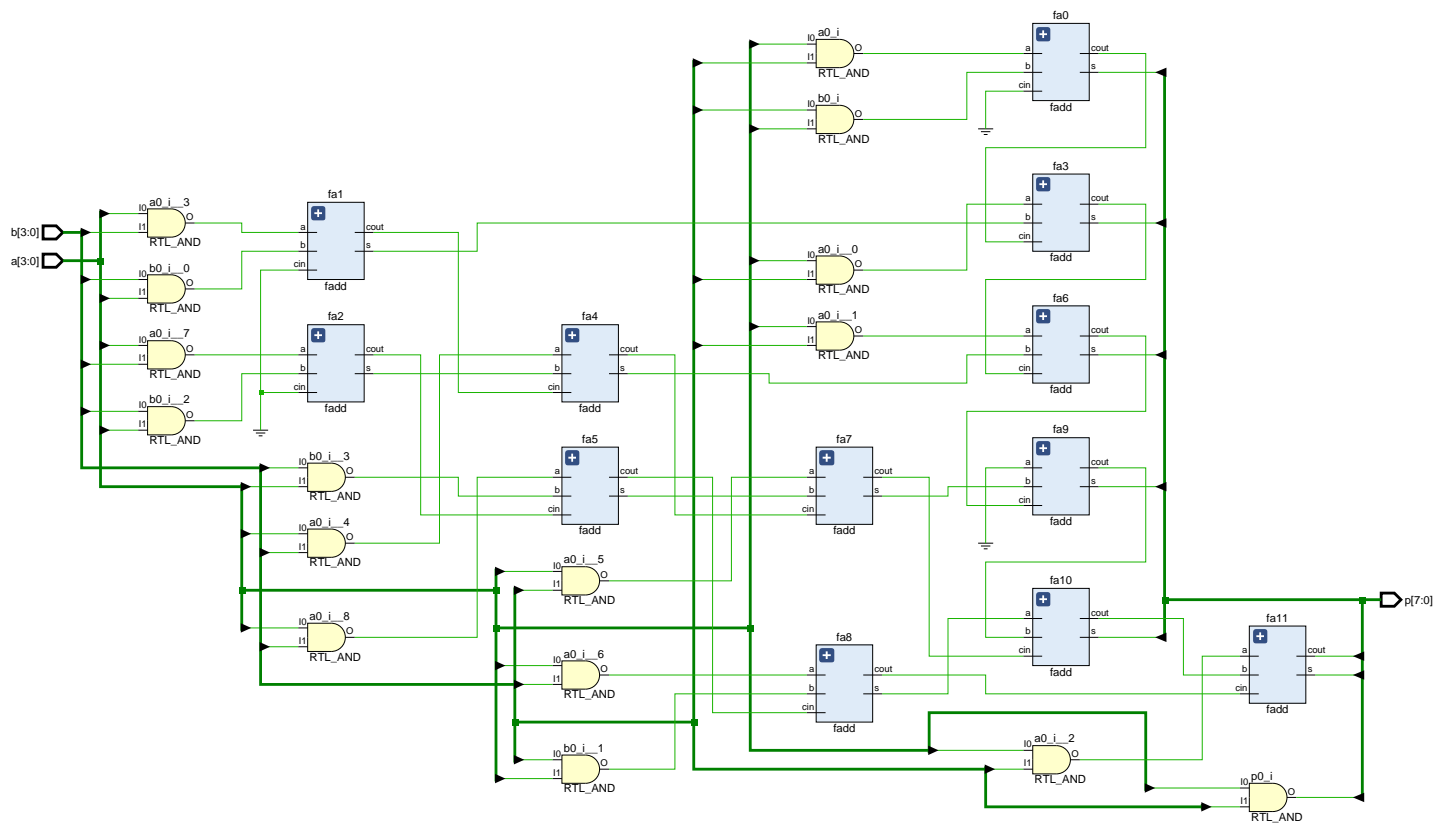 fa0
a0_i
I0
I1
O
RTL_AND
a
b
cin
cout
s
fadd
b0_i
I0
I1
O
RTL_AND
fa3
a
b
cin
cout
s
fadd
fa1
a
b
cin
cout
s
fadd
b[3:0]
a[3:0]
a0_i__3
I0
I1
O
RTL_AND
b0_i__0
I0
I1
O
RTL_AND
a0_i__0
I0
I1
O
RTL_AND
a0_i__1
I0
I1
O
RTL_AND
fa6
a
b
cin
cout
s
fadd
a0_i__7
I0
I1
O
RTL_AND
b0_i__2
I0
I1
O
RTL_AND
fa2
a
b
cin
cout
s
fadd
fa4
a
b
cin
cout
s
fadd
b0_i__3
I0
I1
O
RTL_AND
a0_i__4
I0
I1
O
RTL_AND
fa5
a
b
cin
cout
s
fadd
fa7
a
b
cin
cout
s
fadd
fa9
a
b
cin
cout
s
fadd
a0_i__8
I0
I1
O
RTL_AND
a0_i__5
I0
I1
O
RTL_AND
a0_i__6
I0
I1
O
RTL_AND
b0_i__1
I0
I1
O
RTL_AND
fa8
a
b
cin
cout
s
fadd
fa10
a
b
cin
cout
s
fadd
fa11
a
b
cin
cout
s
fadd
p[7:0]
a0_i__2
I0
I1
O
RTL_AND
p0_i
I0
I1
O
RTL_AND